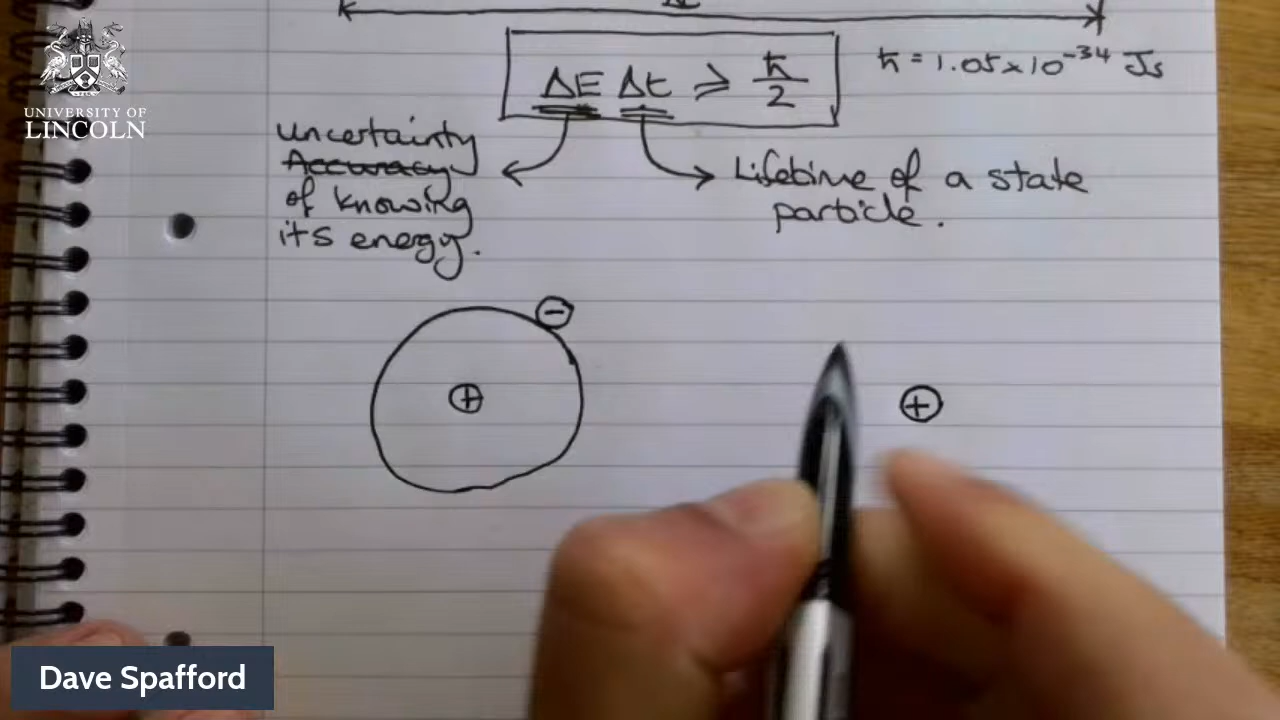 ΔE Δt ⩾ ħ/2
ħ = 1.05 x 10⁻³⁴ Js
UNIVERSITY OF
LINCOLN
uncertainty
Accuracy
of knowing
its energy.
Lifetime of a state
particle.
−
+
+
Dave Spafford